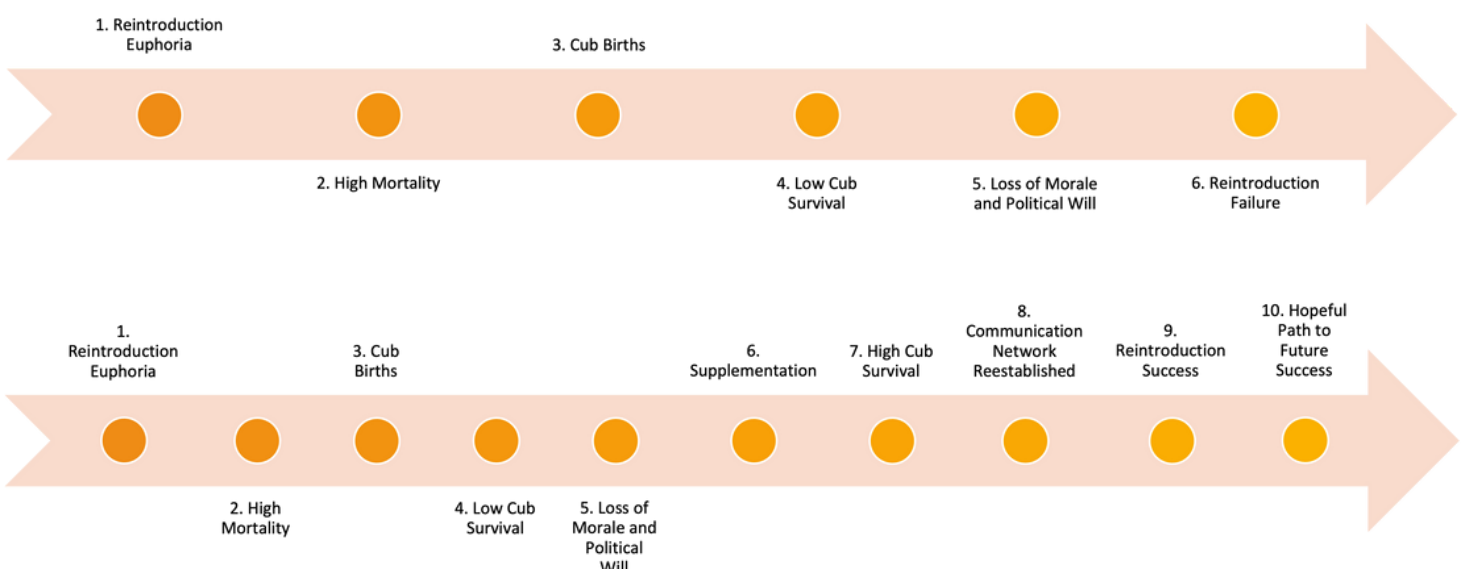 1. Reintroduction
Euphoria
2. High Mortality
3. Cub Births
4. Low Cub
Survival
5. Loss of Morale
and Political Will
6. Reintroduction
Failure
1.
Reintroduction
Euphoria
2. High
Mortality
3. Cub
Births
4. Low Cub
Survival
5. Loss of
Morale and
Political
Will
6.
Supplementation
7. High Cub
Survival
8.
Communication
Network
Reestablished
9.
Reintroduction
Success
10. Hopeful
Path to
Future
Success